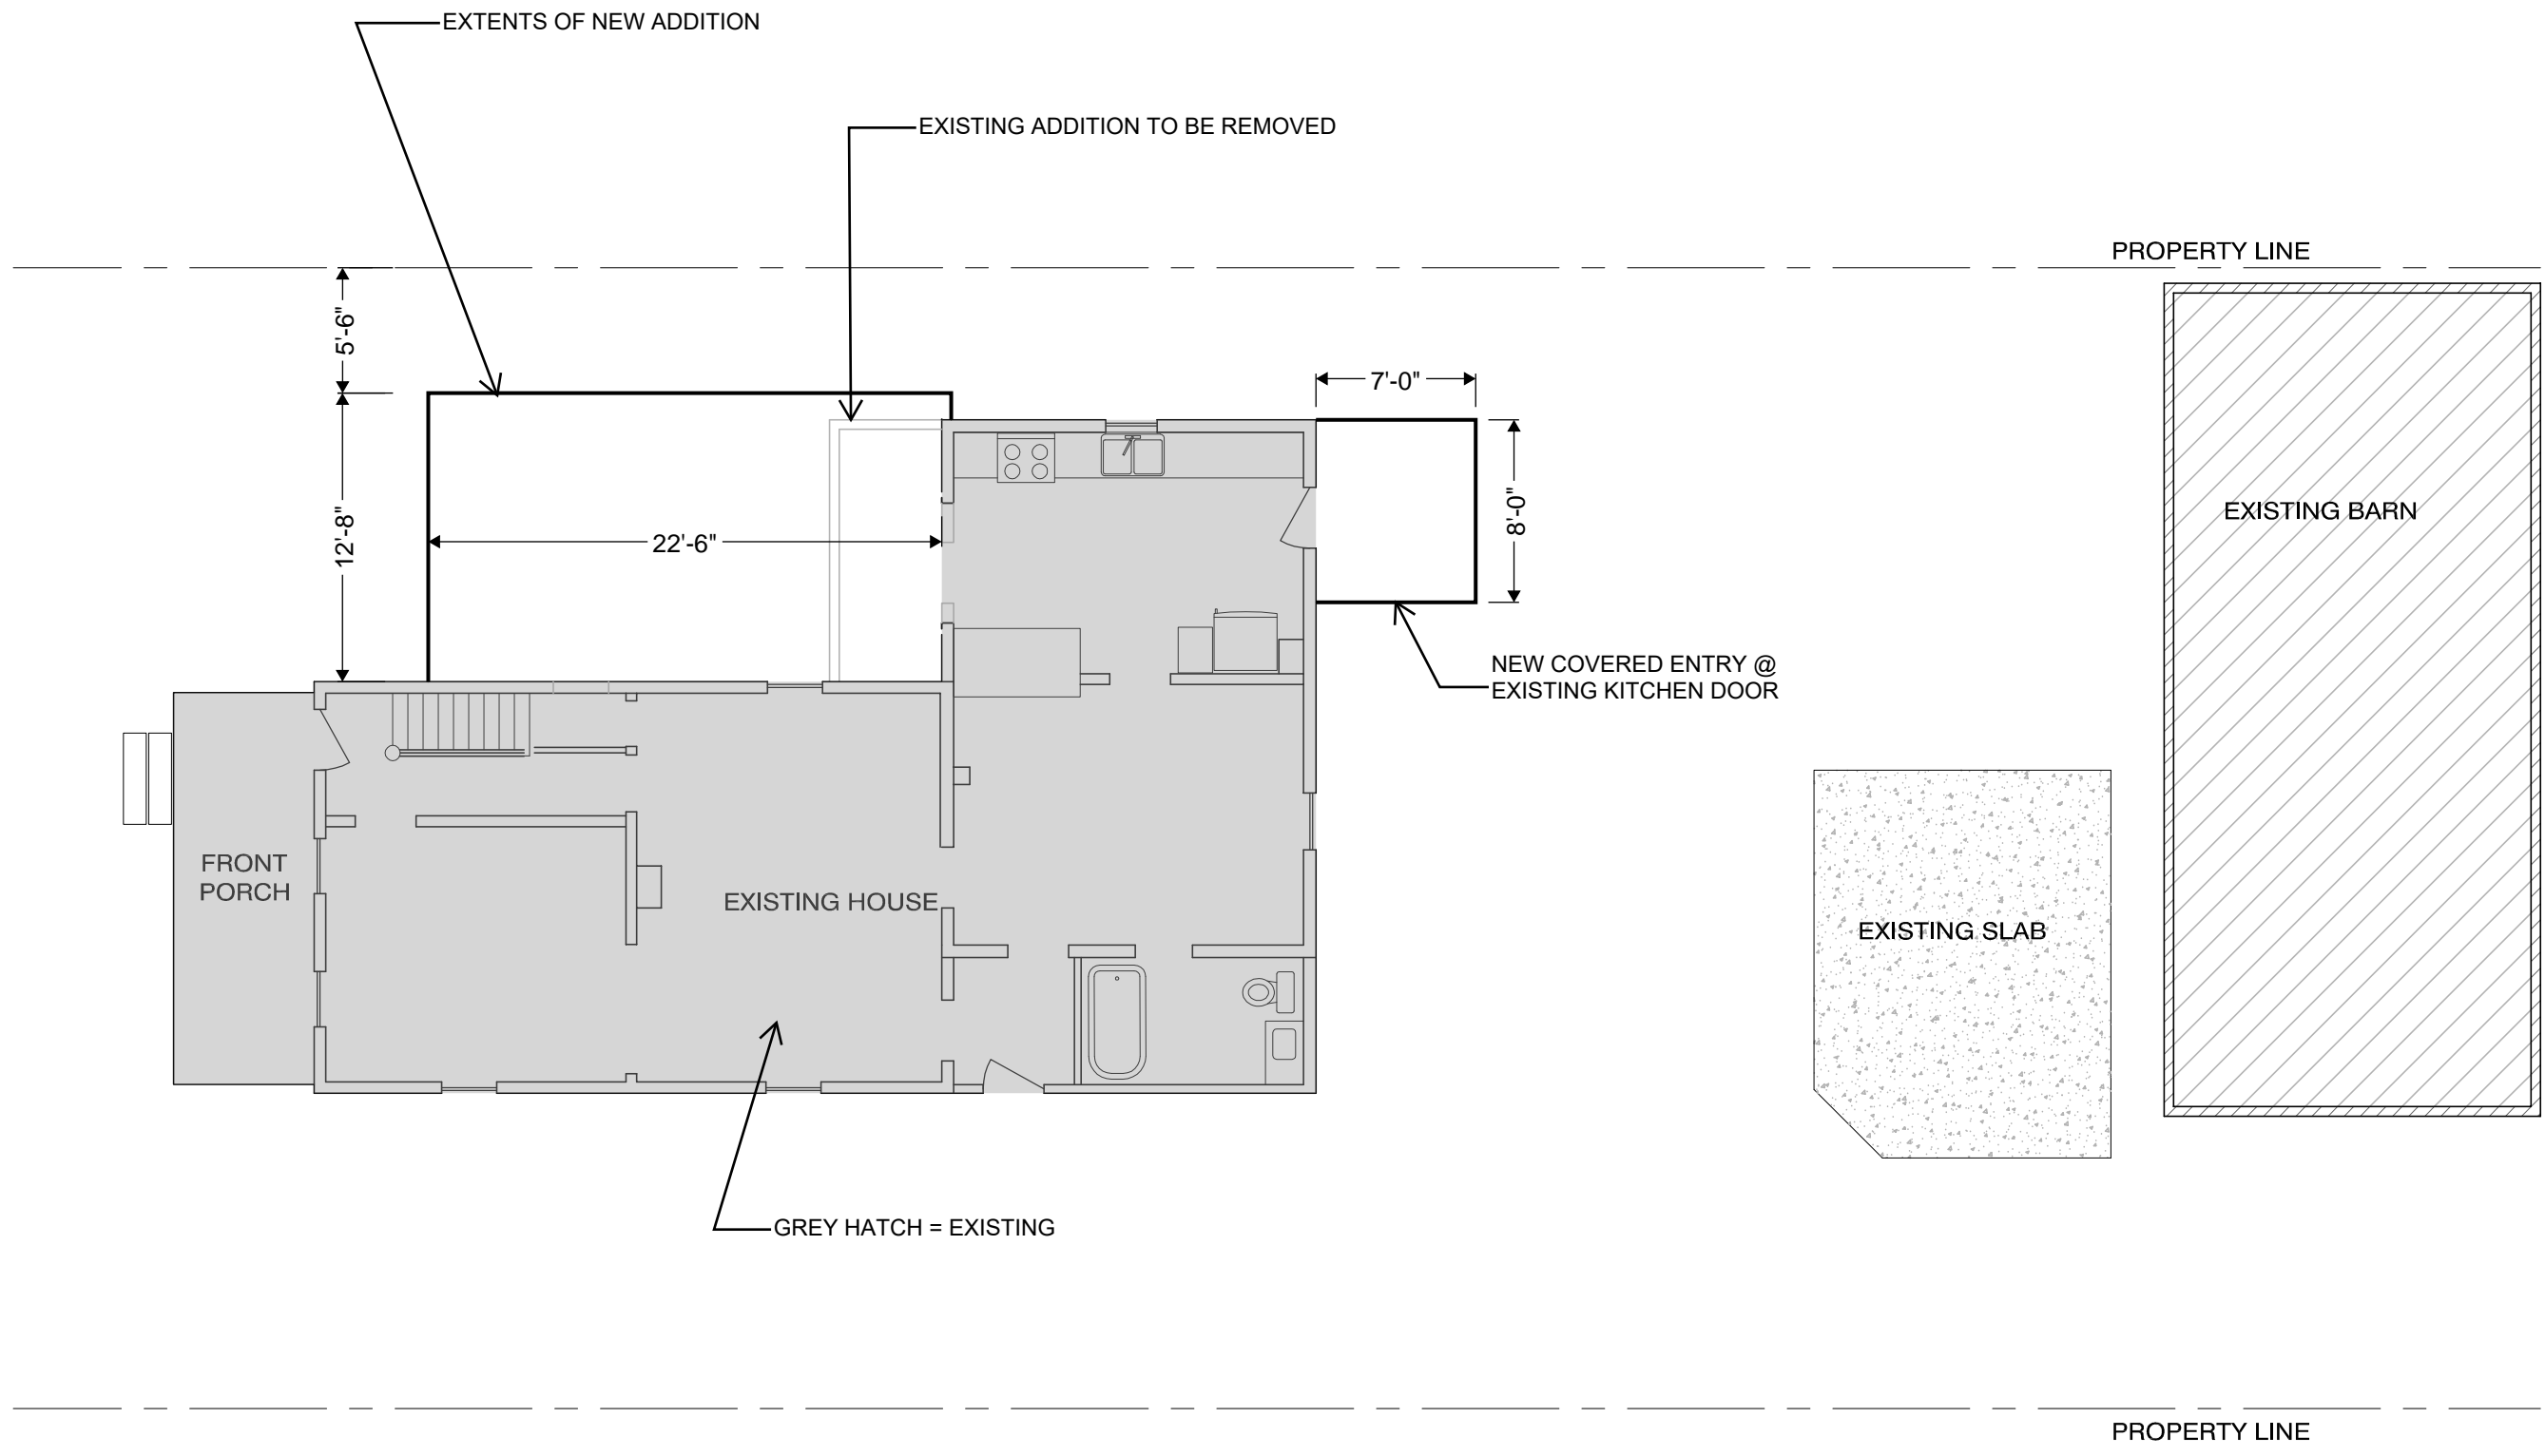 EXTENTS OF NEW ADDITION
EXISTING ADDITION TO BE REMOVED
PROPERTY LINE
5'-6"
7'-0"
12'-8"
22'-6"
8'-0"
EXISTING BARN
NEW COVERED ENTRY @
EXISTING KITCHEN DOOR
FRONT
PORCH
EXISTING HOUSE
EXISTING SLAB
GREY HATCH = EXISTING
PROPERTY LINE